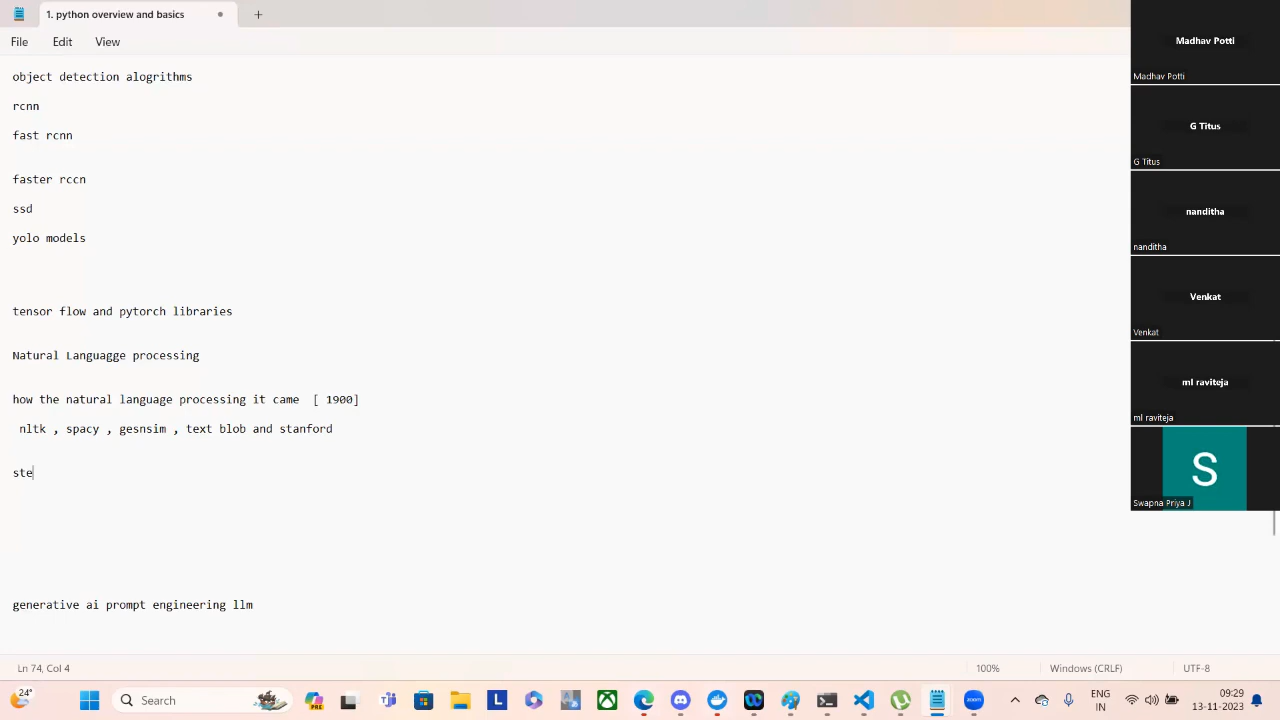 1. python overview and basics
File Edit View
object detection alogrithms
rcnn
fast rcnn
faster rccn
ssd
yolo models
tensor flow and pytorch libraries
Natural Languagge processing
how the natural language processing it came [ 1900]
nltk , spacy , gesnsim , text blob and stanford
ste
generative ai prompt engineering llm
Ln 74, Col 4
100%
Windows (CRLF)
UTF-8
Madhav Potti
Madhav Potti
G Titus
G Titus
nanditha
nanditha
Venkat
Venkat
ml raviteja
ml raviteja
S
Swapna Priya J
24°
Search
PRE
L
zoom
ENG
IN
09:29
13-11-2023